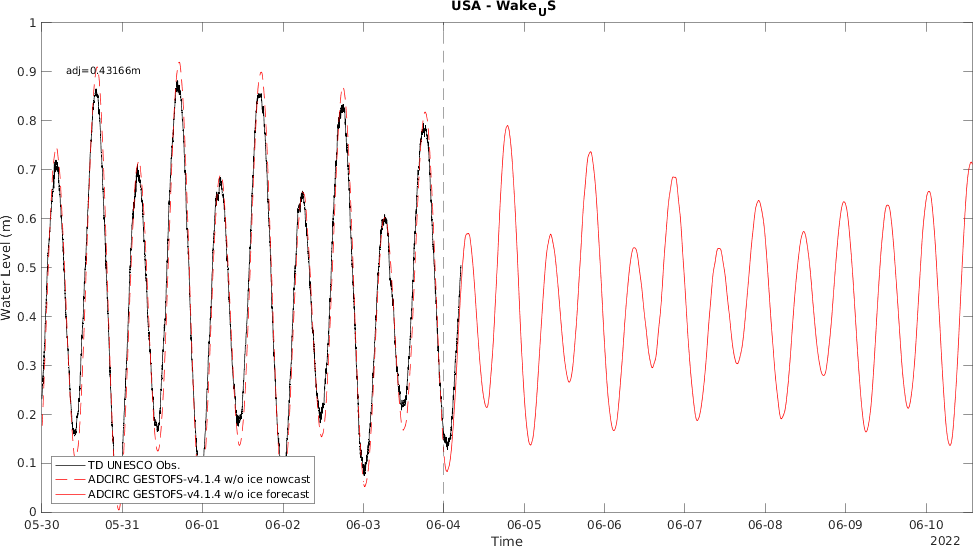 USA - Wake_US
adj=0.43166m
Water Level (m)
1
0.9
0.8
0.7
0.6
0.5
0.4
0.3
0.2
0.1
0
TD UNESCO Obs.
ADCIRC GESTOFS-v4.1.4 w/o ice nowcast
ADCIRC GESTOFS-v4.1.4 w/o ice forecast
05-30 05-31 06-01 06-02 06-03 06-04 06-05 06-06 06-07 06-08 06-09 06-10
Time
2022